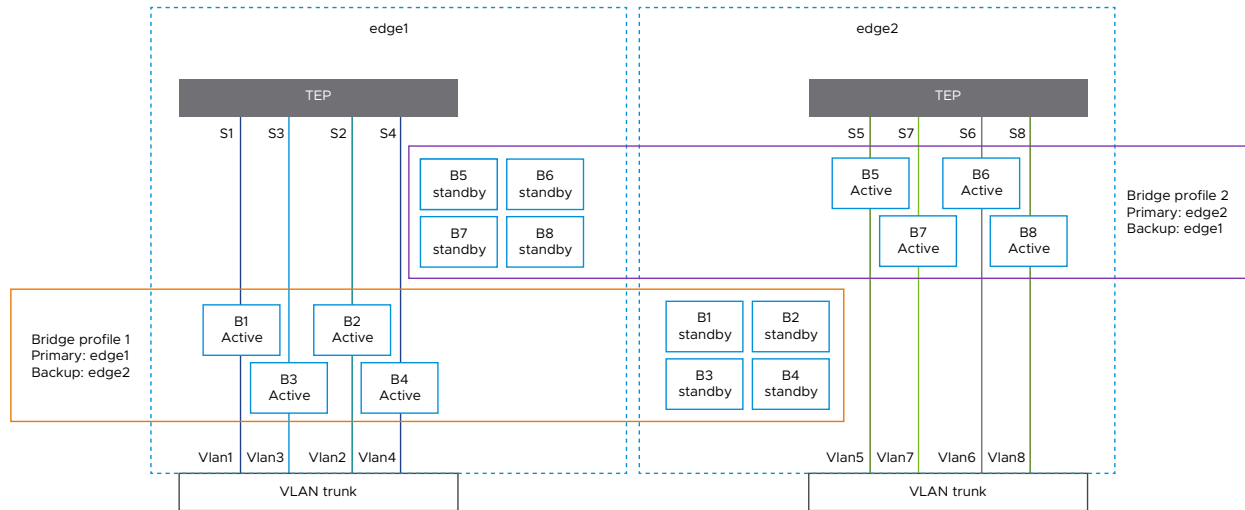 edge1
edge2
TEP
TEP
S1 S3 S2 S4
S5 S7 S6 S8
B5
standby
B6
standby
B7
standby
B8
standby
B5
Active
B6
Active
B7
Active
B8
Active
Bridge profile 2
Primary: edge2
Backup: edge1
Bridge profile 1
Primary: edge1
Backup: edge2
B1
Active
B2
Active
B3
Active
B4
Active
B1
standby
B2
standby
B3
standby
B4
standby
Vlan1 Vlan3 Vlan2 Vlan4
Vlan5 Vlan7 Vlan6 Vlan8
VLAN trunk
VLAN trunk